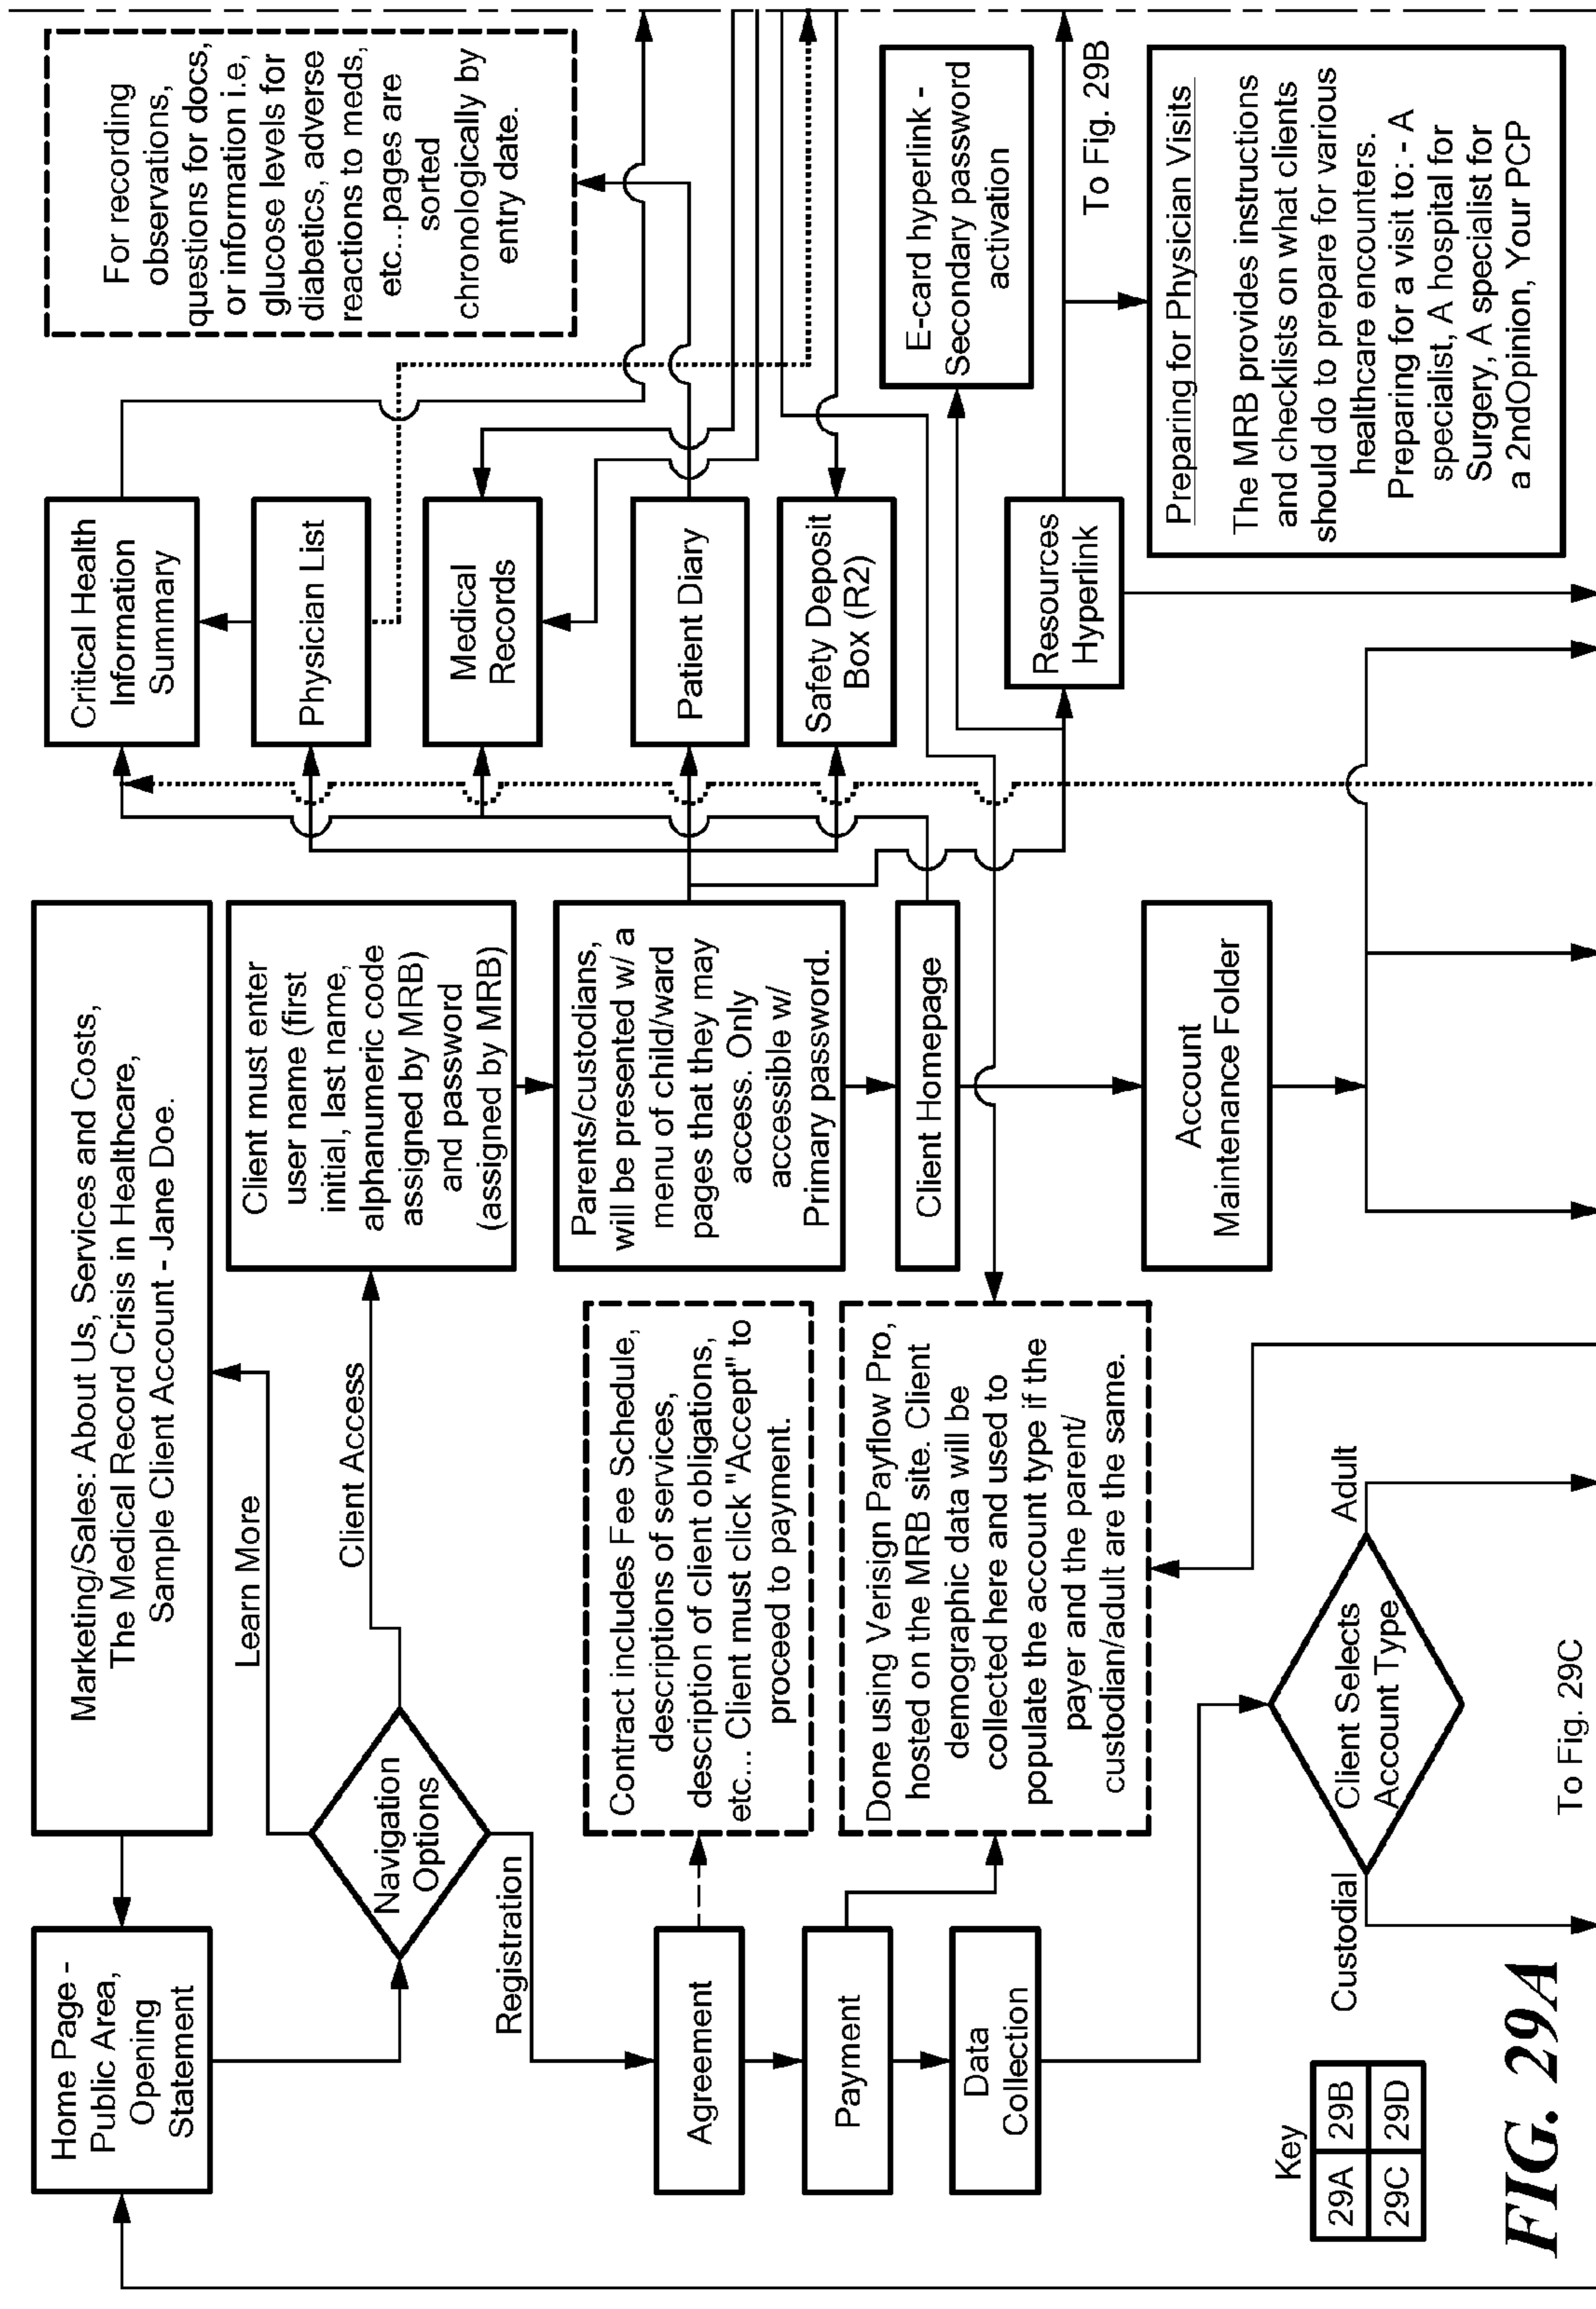 Home Page -
Public Area,
Opening
Statement
Marketing/Sales: About Us, Services and Costs,
The Medical Record Crisis in Healthcare,
Sample Client Account - Jane Doe.
Learn More
Navigation
Options
Client Access
Registration
Client must enter
user name (first
initial, last name,
alphanumeric code
assigned by MRB)
and password
(assigned by MRB)
Parents/custodians,
will be presented w/ a
menu of child/ward
pages that they may
access. Only
accessible w/
Primary password.
Client Homepage
Account
Maintenance Folder
Agreement
Contract includes Fee Schedule,
descriptions of services,
description of client obligations,
etc... Client must click "Accept" to
proceed to payment.
Payment
Done using Verisign Payflow Pro,
hosted on the MRB site. Client
demographic data will be
collected here and used to
populate the account type if the
payer and the parent/
custodian/adult are the same.
Data
Collection
Client Selects
Account Type
Custodial
Adult
Critical Health
Information
Summary
Physician List
Medical
Records
Patient Diary
Safety Deposit
Box (R2)
Resources
Hyperlink
For recording
observations,
questions for docs,
or information i.e,
glucose levels for
diabetics, adverse
reactions to meds,
etc...pages are
sorted
chronologically by
entry date.
E-card hyperlink -
Secondary password
activation
To Fig. 29B
Preparing for Physician Visits
The MRB provides instructions
and checklists on what clients
should do to prepare for various
healthcare encounters.
Preparing for a visit to: - A
specialist, A hospital for
Surgery, A specialist for
a 2ndOpinion, Your PCP
Key
29A 29B
29C 29D
To Fig. 29C
FIG. 29A